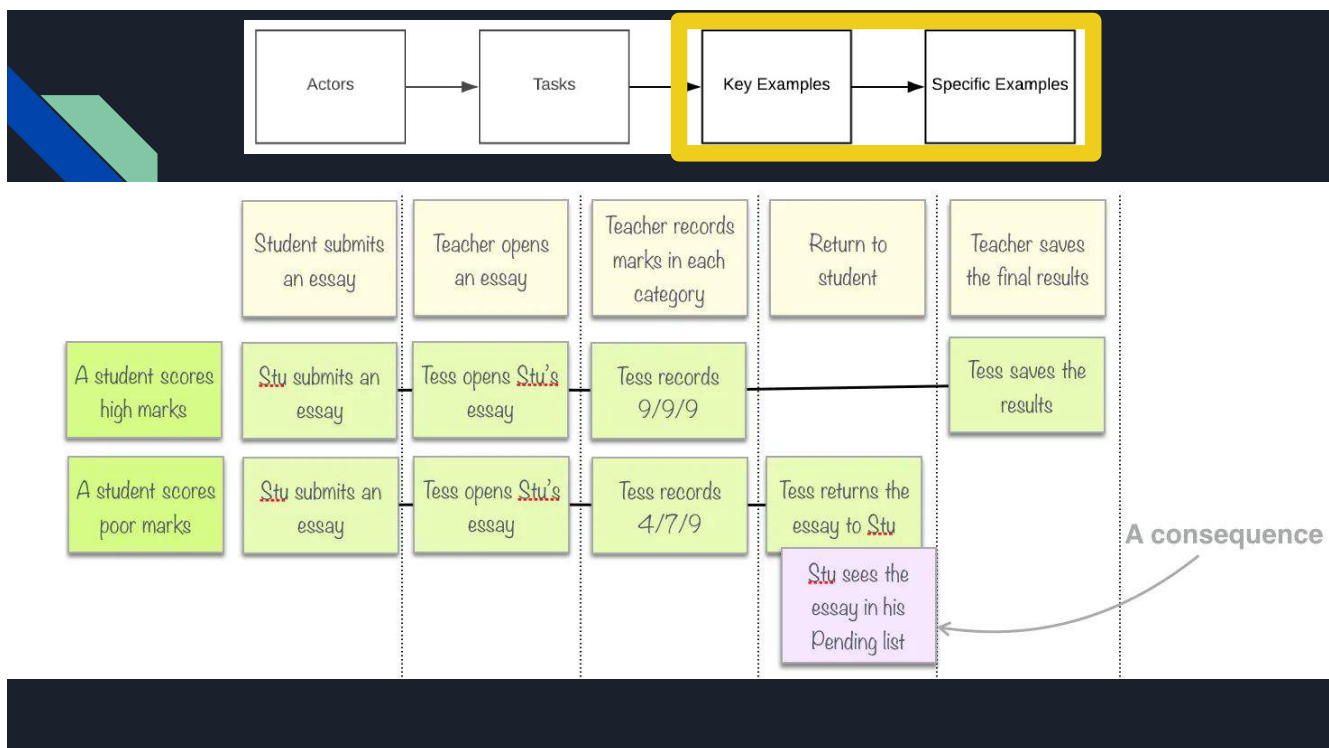 Actors
Tasks
Key Examples
Specific Examples
Student submits
an essay
Teacher opens
an essay
Teacher records
marks in each
category
Return to
student
Teacher saves
the final results
A student scores
high marks
Stu submits an
essay
Tess opens Stu's
essay
Tess records
9/9/9
Tess saves the
results
A student scores
poor marks
Stu submits an
essay
Tess opens Stu's
essay
Tess records
4/7/9
Tess returns the
essay to Stu
Stu sees the
essay in his
Pending list
A consequence